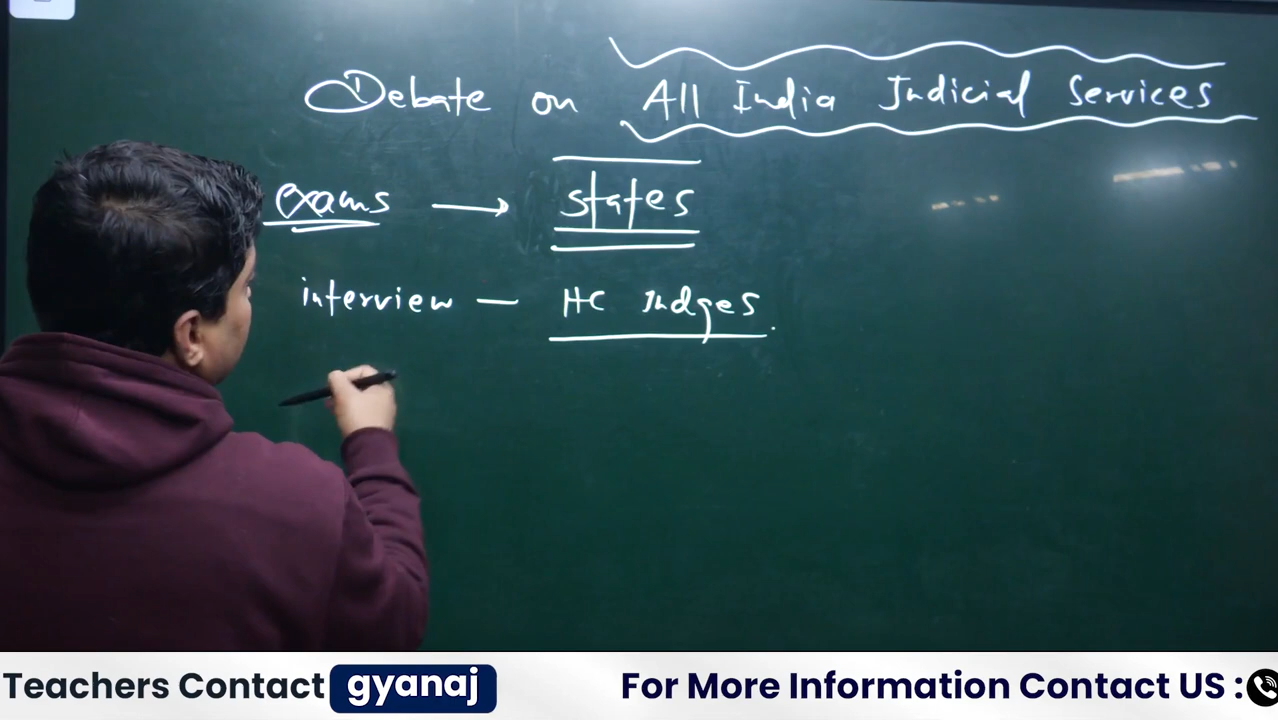 Debate on All India Judicial Services
exams → states
interview — HC Judges.
Teachers Contact gyanaj For More Information Contact US :